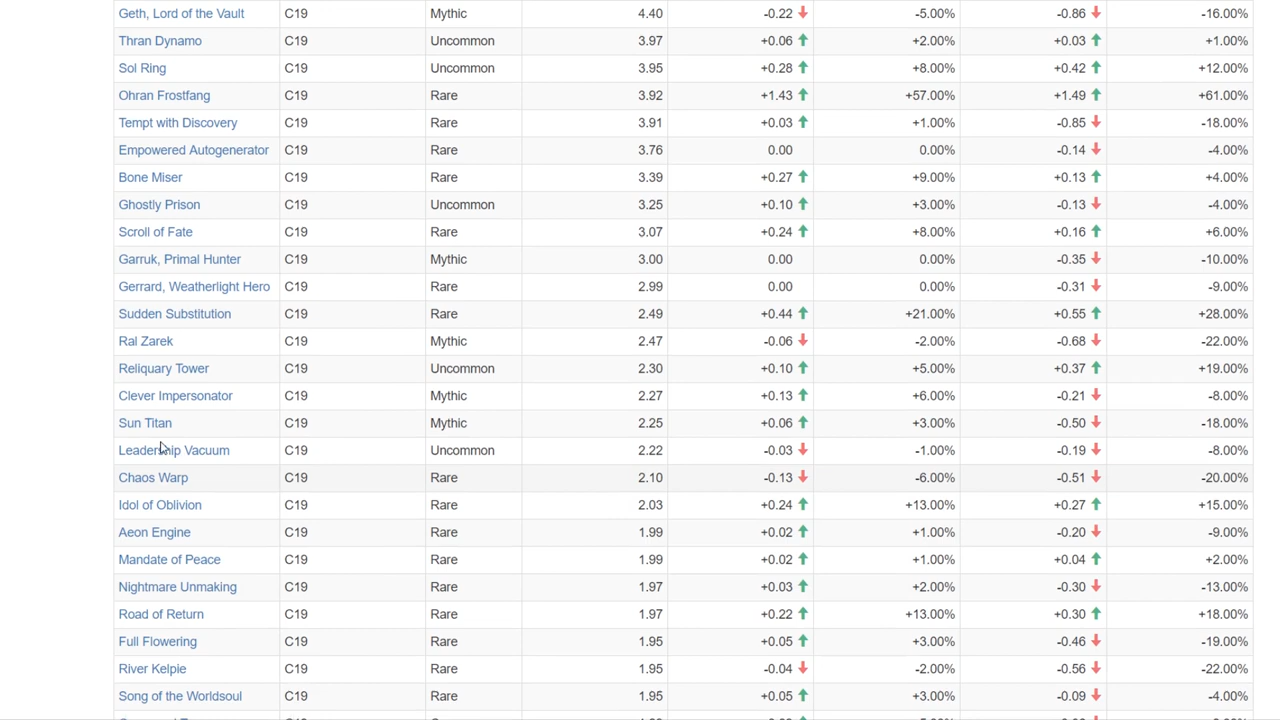 Geth, Lord of the Vault C19 Mythic 4.40 -0.22 -5.00% -0.86 -16.00%
Thran Dynamo C19 Uncommon 3.97 +0.06 +2.00% +0.03 +1.00%
Sol Ring C19 Uncommon 3.95 +0.28 +8.00% +0.42 +12.00%
Ohran Frostfang C19 Rare 3.92 +1.43 +57.00% +1.49 +61.00%
Tempt with Discovery C19 Rare 3.91 +0.03 +1.00% -0.85 -18.00%
Empowered Autogenerator C19 Rare 3.76 0.00 0.00% -0.14 -4.00%
Bone Miser C19 Rare 3.39 +0.27 +9.00% +0.13 +4.00%
Ghostly Prison C19 Uncommon 3.25 +0.10 +3.00% -0.13 -4.00%
Scroll of Fate C19 Rare 3.07 +0.24 +8.00% +0.16 +6.00%
Garruk, Primal Hunter C19 Mythic 3.00 0.00 0.00% -0.35 -10.00%
Gerrard, Weatherlight Hero C19 Rare 2.99 0.00 0.00% -0.31 -9.00%
Sudden Substitution C19 Rare 2.49 +0.44 +21.00% +0.55 +28.00%
Ral Zarek C19 Mythic 2.47 -0.06 -2.00% -0.68 -22.00%
Reliquary Tower C19 Uncommon 2.30 +0.10 +5.00% +0.37 +19.00%
Clever Impersonator C19 Mythic 2.27 +0.13 +6.00% -0.21 -8.00%
Sun Titan C19 Mythic 2.25 +0.06 +3.00% -0.50 -18.00%
Leadership Vacuum C19 Uncommon 2.22 -0.03 -1.00% -0.19 -8.00%
Chaos Warp C19 Rare 2.10 -0.13 -6.00% -0.51 -20.00%
Idol of Oblivion C19 Rare 2.03 +0.24 +13.00% +0.27 +15.00%
Aeon Engine C19 Rare 1.99 +0.02 +1.00% -0.20 -9.00%
Mandate of Peace C19 Rare 1.99 +0.02 +1.00% +0.04 +2.00%
Nightmare Unmaking C19 Rare 1.97 +0.03 +2.00% -0.30 -13.00%
Road of Return C19 Rare 1.97 +0.22 +13.00% +0.30 +18.00%
Full Flowering C19 Rare 1.95 +0.05 +3.00% -0.46 -19.00%
River Kelpie C19 Rare 1.95 -0.04 -2.00% -0.56 -22.00%
Song of the Worldsoul C19 Rare 1.95 +0.05 +3.00% -0.09 -4.00%